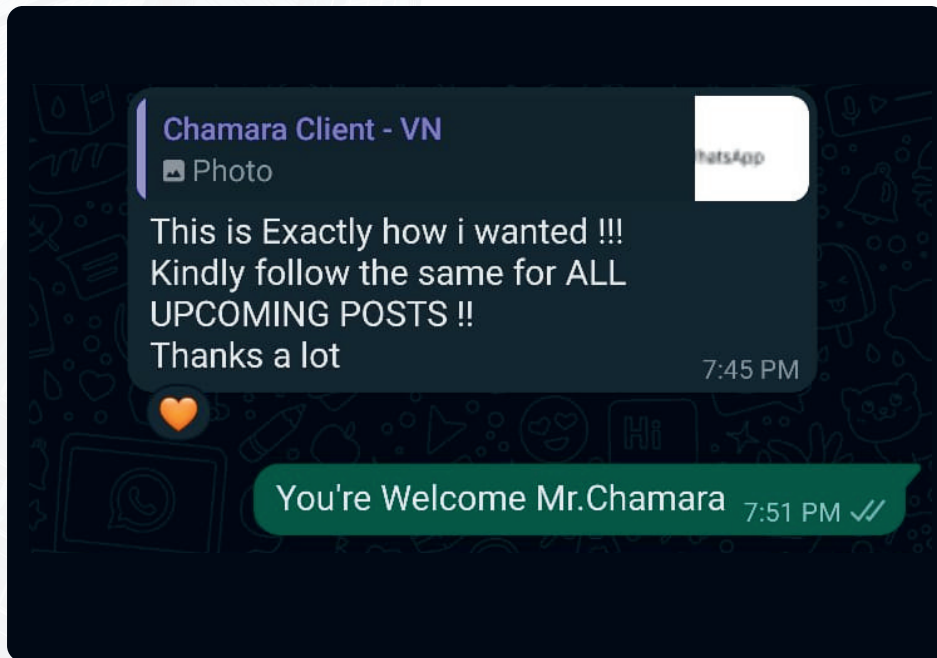 Chamara Client - VN
Photo
hatsApp
This is Exactly how i wanted !!!
Kindly follow the same for ALL
UPCOMING POSTS !!
Thanks a lot
7:45 PM
Hi
You're Welcome Mr.Chamara
7:51 PM